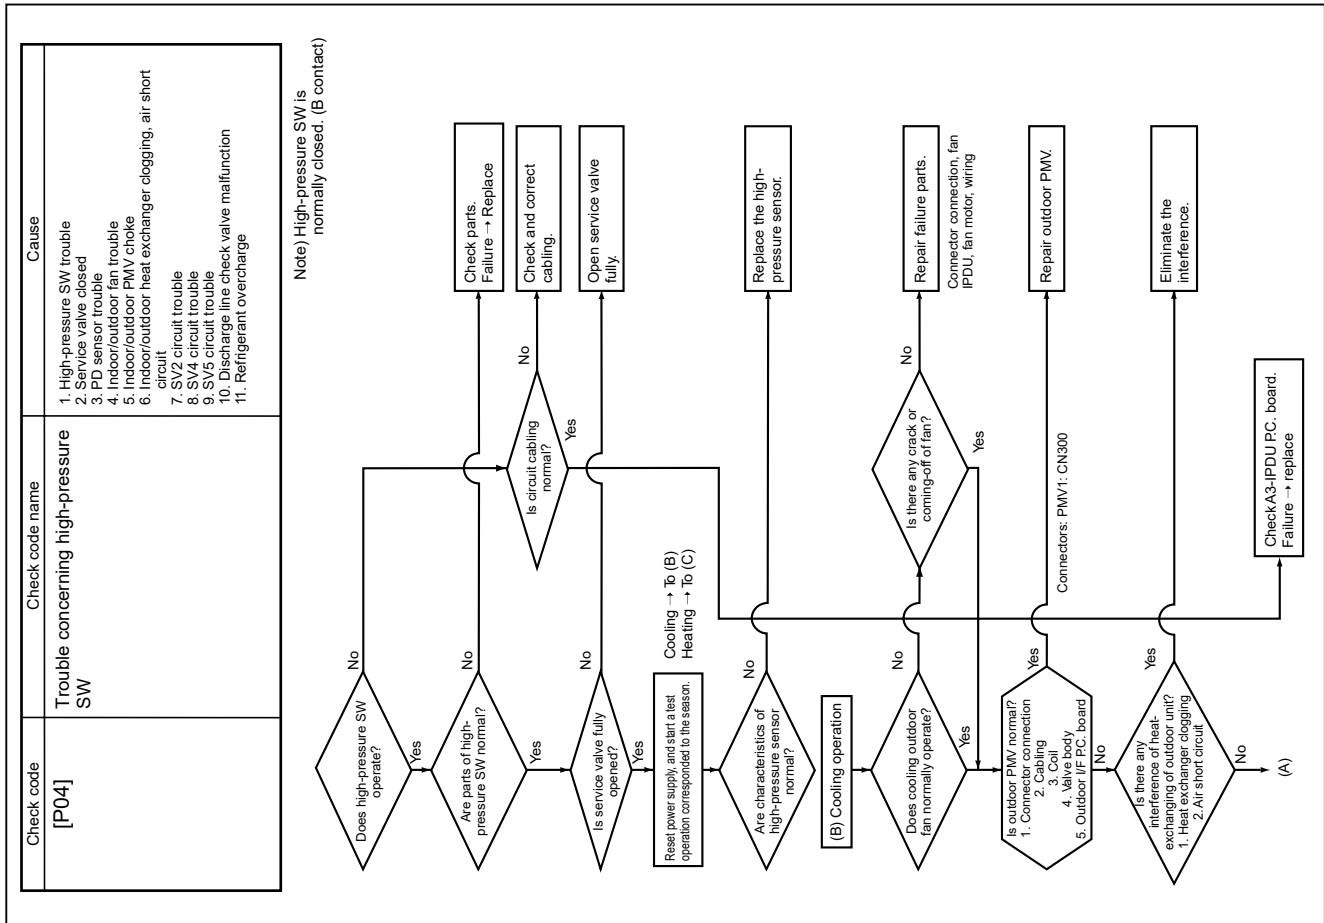 Check code
Check code name
Cause
[P04]
Trouble concerning high-pressure
SW
1. High-pressure SW trouble
2. Service valve closed
3. PD sensor trouble
4. Indoor/outdoor fan trouble
5. Indoor/outdoor PMV choke
6. Indoor/outdoor heat exchanger clogging, air short
circuit
7. SV2 circuit trouble
8. SV4 circuit trouble
9. SV5 circuit trouble
10. Discharge line check valve malfunction
11. Refrigerant overcharge
Note) High-pressure SW is
normally closed. (B contact)
Does high-pressure SW
operate?
No
Yes
Are parts of high-
pressure SW normal?
No
Check parts.
Failure → Replace
Yes
Is circuit cabling
normal?
No
Check and correct
cabling.
Yes
Is service valve fully
opened?
No
Open service valve
fully.
Yes
Reset power supply, and start a test
operation corresponded to the season.
Cooling → To (B)
Heating → To (C)
Are characteristics of
high-pressure sensor
normal?
No
Replace the high-
pressure sensor.
(B) Cooling operation
Does cooling outdoor
fan normally operate?
No
Yes
Is there any crack or
coming-off of fan?
No
Yes
Repair failure parts.
Connector connection, fan
IPDU, fan motor, wiring
Is outdoor PMV normal?
1. Connector connection
2. Cabling
3. Coil
4. Valve body
5. Outdoor I/F P.C. board
Yes
Connectors: PMV1: CN300
Repair outdoor PMV.
No
Is there any
interference of heat-
exchanging of outdoor unit?
1. Heat exchanger clogging
2. Air short circuit
Yes
Eliminate the
interference.
No
(A)
Check A3-IPDU P.C. board.
Failure → replace